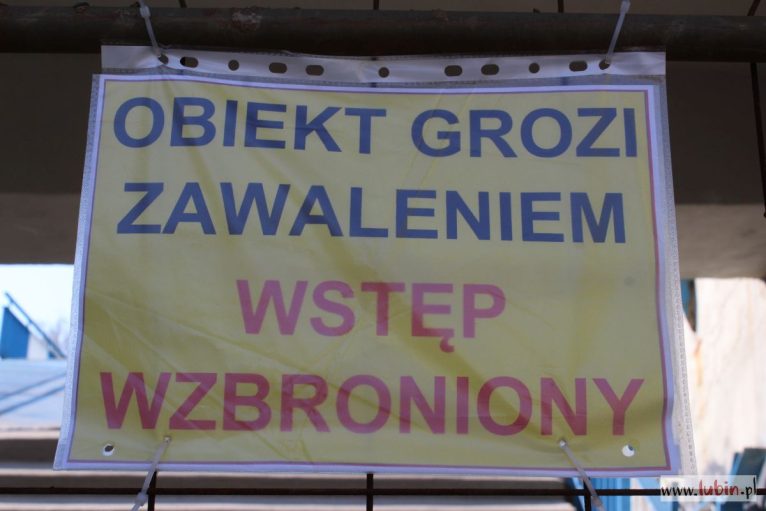 OBIEKT GROZI
ZAWALENIEM
WSTĘP
WZBRONIONY
www.lubin.pl